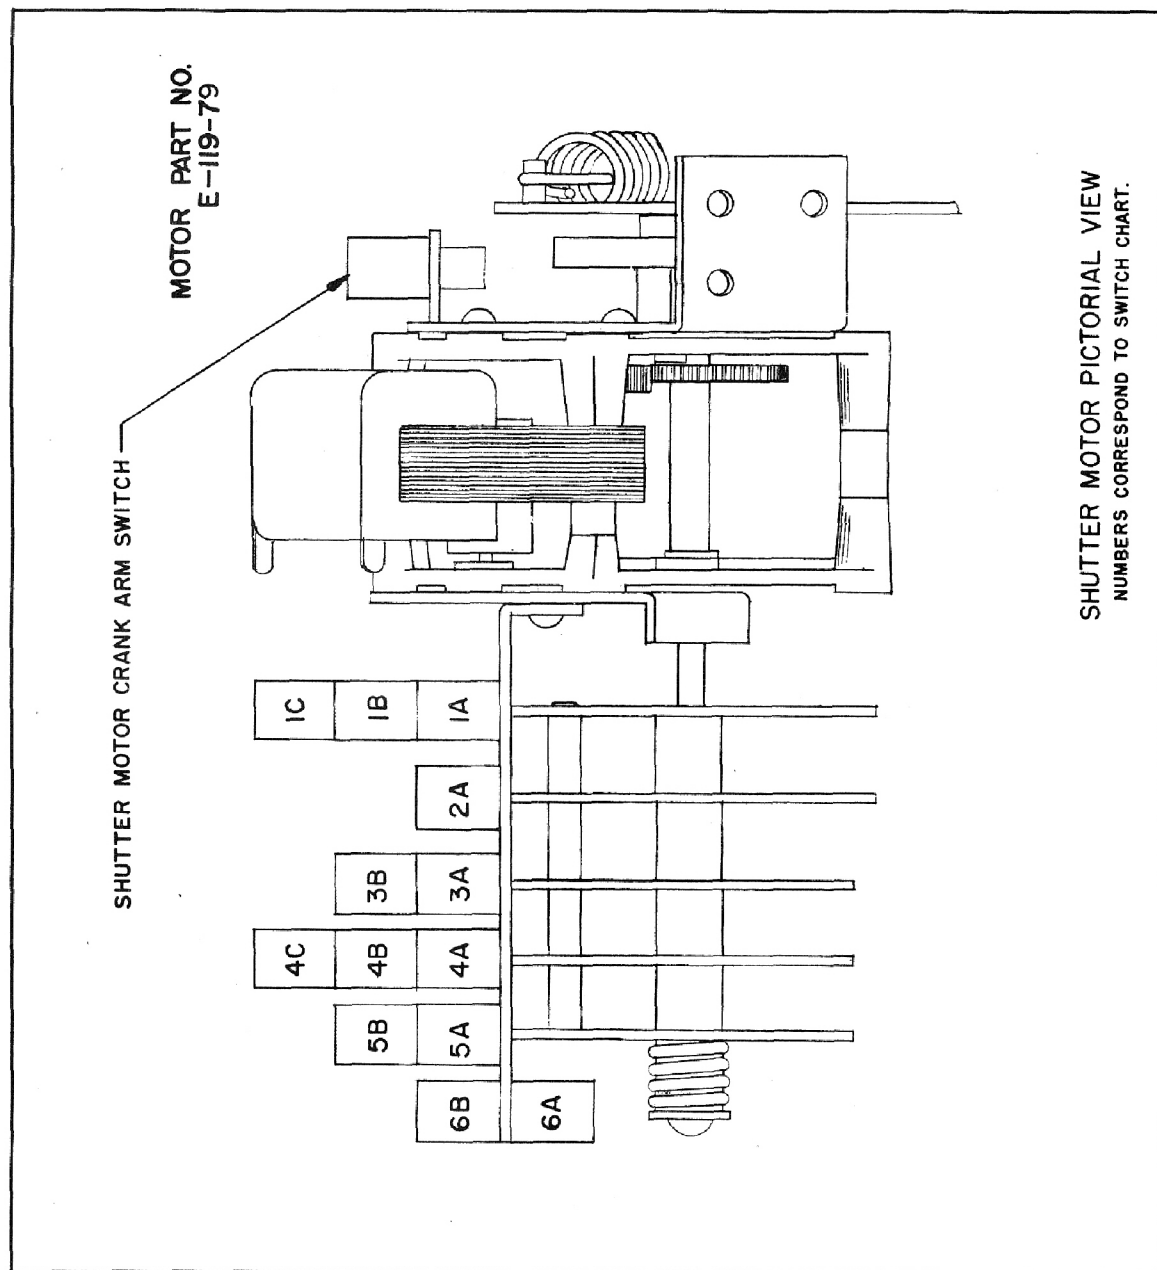 SHUTTER MOTOR CRANK ARM SWITCH
MOTOR PART NO.
E-119-79
4C 1C
5B 4B 3B 1B
6B 5A 4A 3A 2A 1A
6A
SHUTTER MOTOR PICTORIAL VIEW
NUMBERS CORRESPOND TO SWITCH CHART.